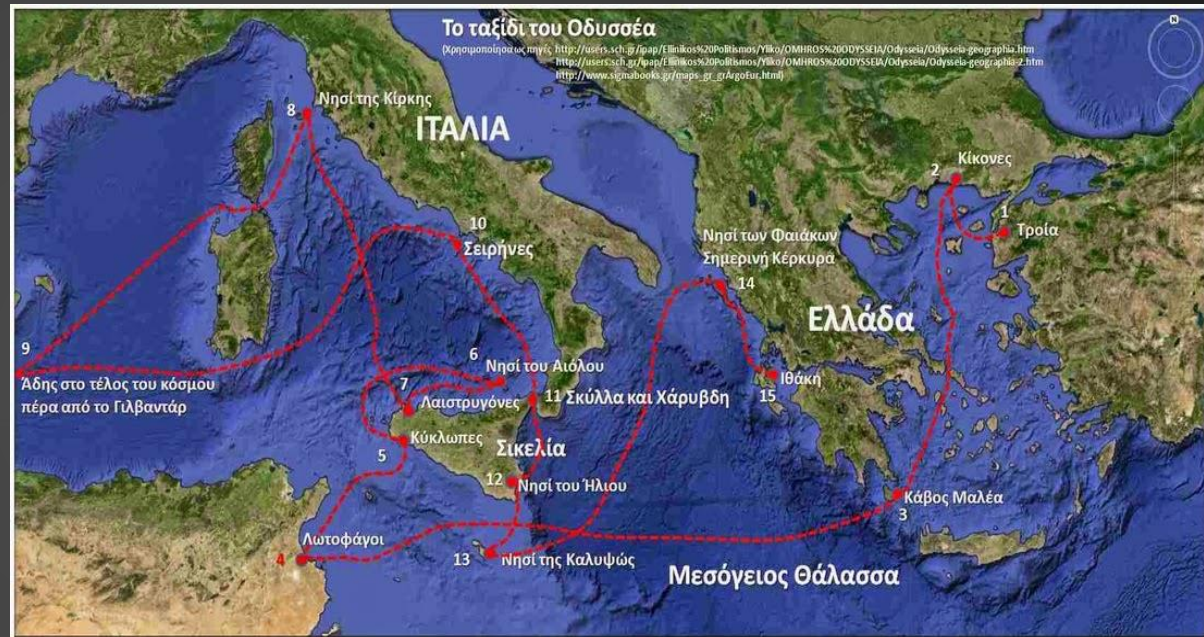 Το ταξίδι του Οδυσσέα
(Χρησιμοποίησα ως πηγές http://users.sch.gr/ipap/Ellinikos%20Politismos/Yliko/OMHROS%20ODYSSEIA/Odysseia/Odysseia-geographia.htm
http://users.sch.gr/ipap/Ellinikos%20Politismos/Yliko/OMHROS%20ODYSSEIA/Odysseia/Odysseia-geographia-2.htm
http://www.sigmabooks.gr/maps_gr_grArgoEur.html)
N
8 Νησί της Κίρκης
ΙΤΑΛΙΑ
2 Κίκονες
1
Τροία
10
Σειρήνες
Νησί των Φαιάκων
Σημερινή Κέρκυρα
14
ΕΛΛάδα
9
Άδης στο τέλος του κόσμου
πέρα από το Γιλβαντάρ
6
Νησί του Αιόλου
7
Λαιστρυγόνες
11 Σκύλλα και Χάρυβδη
Ιθάκη
15
Κύκλωπες
5
Σικελία
12 Νησί του Ήλιου
Κάβος Μαλέα
3
Λωτοφάγοι
4
13 Νησί της Καλυψώς
Μεσόγειος Θάλασσα